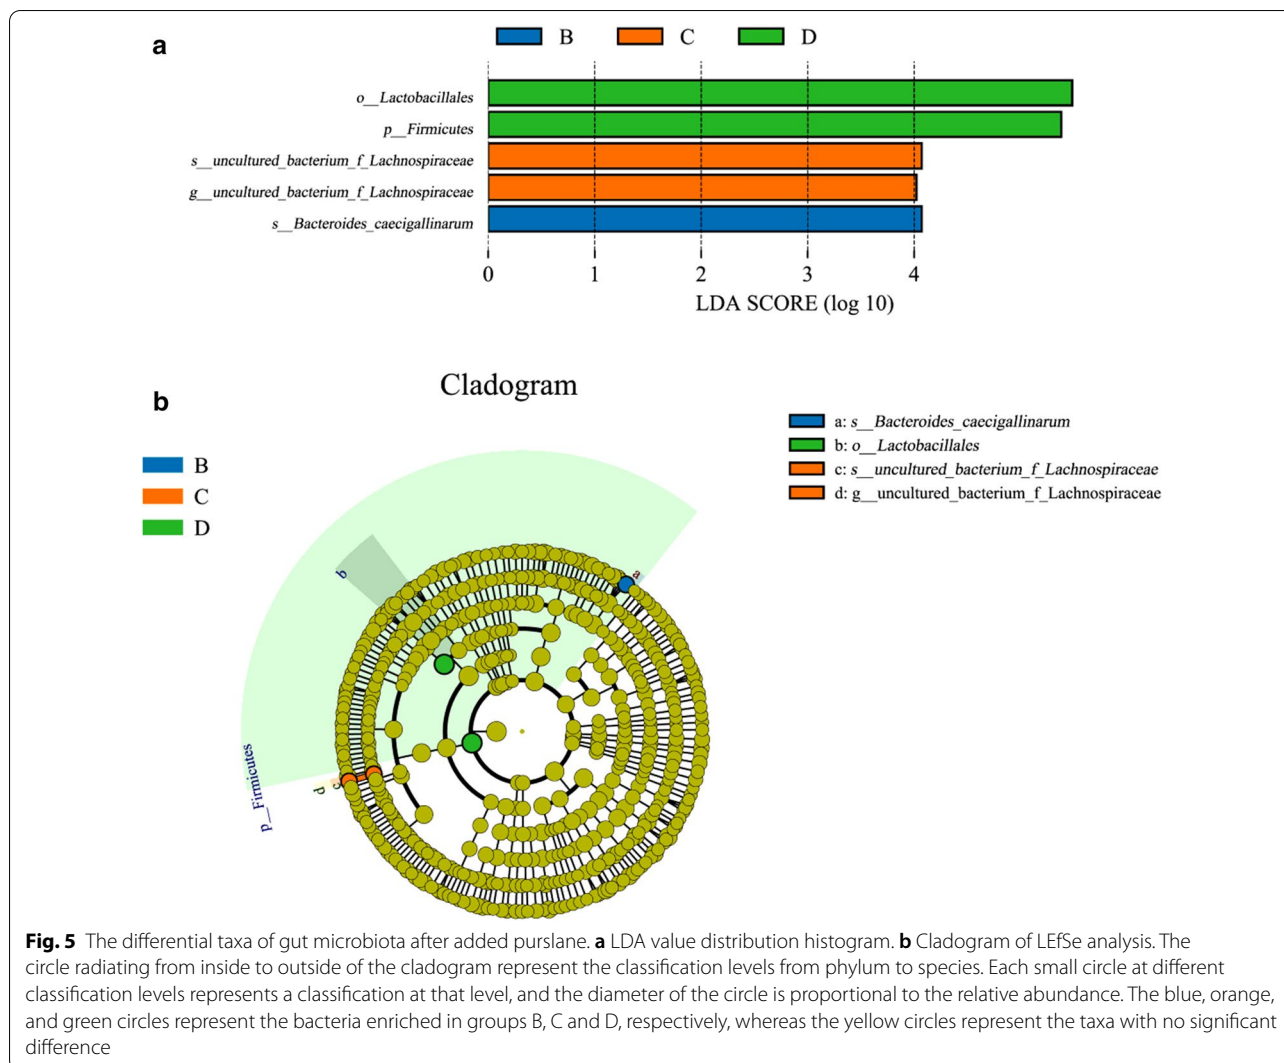 a
B C D
o__Lactobacillales
p__Firmicutes
s__uncultured_bacterium_f_Lachnospiraceae
g__uncultured_bacterium_f_Lachnospiraceae
s__Bacteroides_caecigallinarum
0 1 2 3 4
LDA SCORE (log 10)
Cladogram
b
B
C
D
a: s__Bacteroides_caecigallinarum
b: o__Lactobacillales
c: s__uncultured_bacterium_f_Lachnospiraceae
d: g__uncultured_bacterium_f_Lachnospiraceae
b
a
p__Firmicutes
d
c
Fig. 5 The differential taxa of gut microbiota after added purslane. a LDA value distribution histogram. b Cladogram of LEfSe analysis. The
circle radiating from inside to outside of the cladogram represent the classification levels from phylum to species. Each small circle at different
classification levels represents a classification at that level, and the diameter of the circle is proportional to the relative abundance. The blue, orange,
and green circles represent the bacteria enriched in groups B, C and D, respectively, whereas the yellow circles represent the taxa with no significant
difference